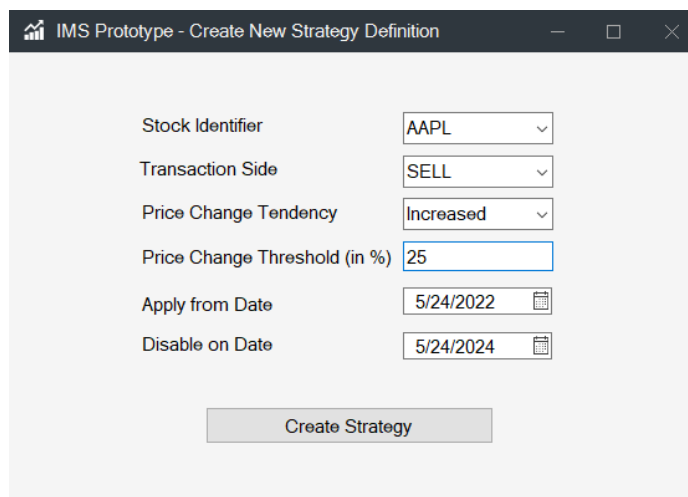 IMS Prototype - Create New Strategy Definition
Stock Identifier AAPL
Transaction Side SELL
Price Change Tendency Increased
Price Change Threshold (in %) 25
Apply from Date 5/24/2022
Disable on Date 5/24/2024
Create Strategy